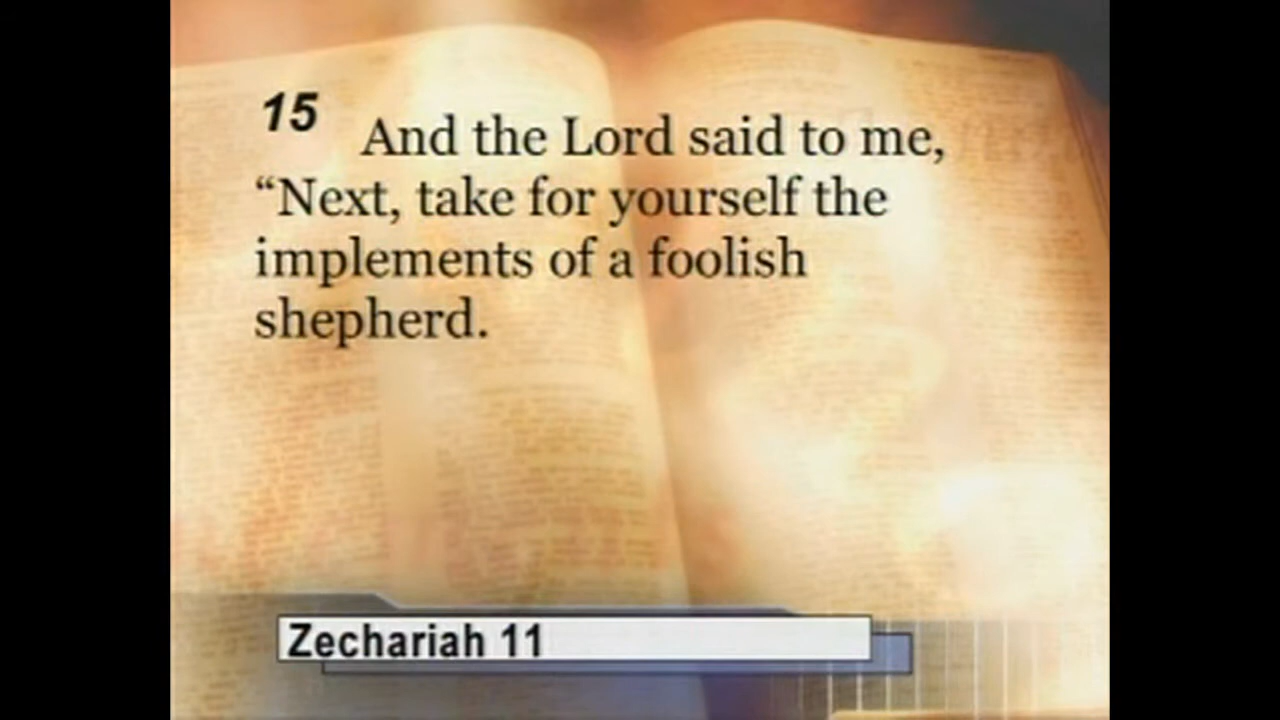 15 And the Lord said to me,
“Next, take for yourself the
implements of a foolish
shepherd.
Zechariah 11